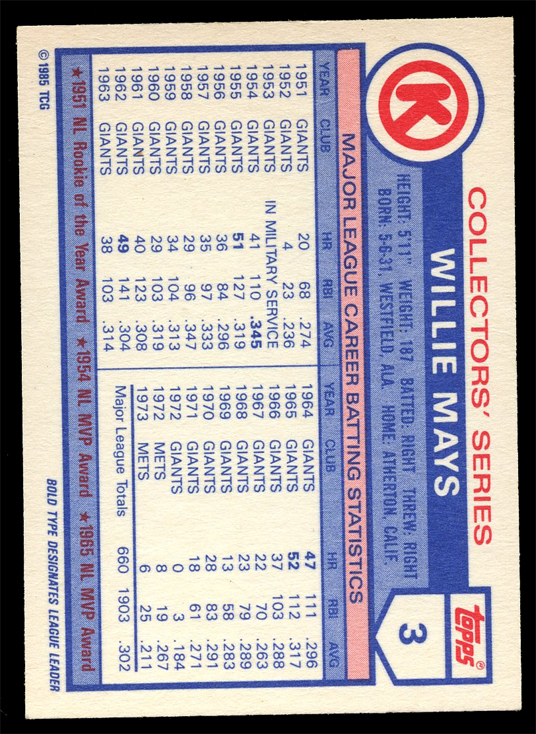 COLLECTORS' SERIES
Topps®
K
WILLIE MAYS
3
HEIGHT: 5'11" WEIGHT: 187 BATTED: RIGHT THREW: RIGHT
BORN: 5-6-31, WESTFIELD, ALA HOME: ATHERTON, CALIF.
MAJOR LEAGUE CAREER BATTING STATISTICS
YEAR CLUB HR RBI AVG
1951 GIANTS 20 68 .274
1952 GIANTS 4 23 .236
1953 IN MILITARY SERVICE
1954 GIANTS 41 110 .345
1955 GIANTS 51 127 .319
1956 GIANTS 36 84 .296
1957 GIANTS 35 97 .333
1958 GIANTS 29 96 .347
1959 GIANTS 34 104 .313
1960 GIANTS 29 103 .319
1961 GIANTS 40 123 .308
1962 GIANTS 49 141 .304
1963 GIANTS 38 103 .314
YEAR CLUB HR RBI AVG
1964 GIANTS 47 111 .296
1965 GIANTS 52 112 .317
1966 GIANTS 37 103 .288
1967 GIANTS 22 70 .263
1968 GIANTS 23 79 .289
1969 GIANTS 13 58 .283
1970 GIANTS 28 83 .291
1971 GIANTS 18 61 .271
1972 GIANTS 0 3 .184
1972 METS 8 19 .267
1973 METS 6 25 .211
Major League Totals 660 1903 .302
★1951 NL Rookie of the Year Award ★1954 NL MVP Award ★1965 NL MVP Award
©1985 TCG
BOLD TYPE DESIGNATES LEAGUE LEADER